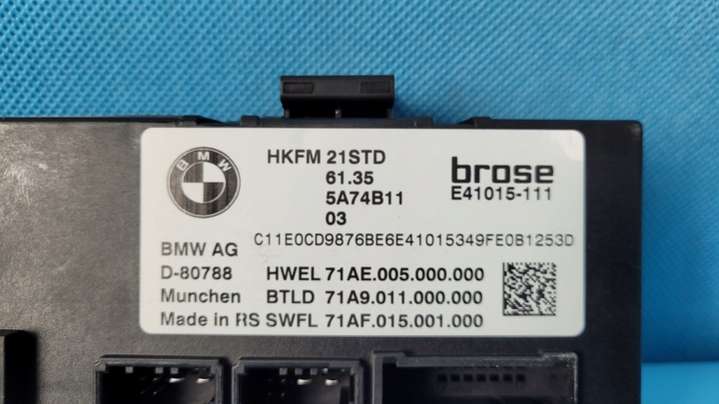 BMW
HKFM 21STD
61.35
5A74B11
03
brose
E41015-111
C11E0CD9876BE6E41015349FE0B1253D
BMW AG
D-80788
Munchen
Made in RS
HWEL 71AE.005.000.000
BTLD 71A9.011.000.000
SWFL 71AF.015.001.000